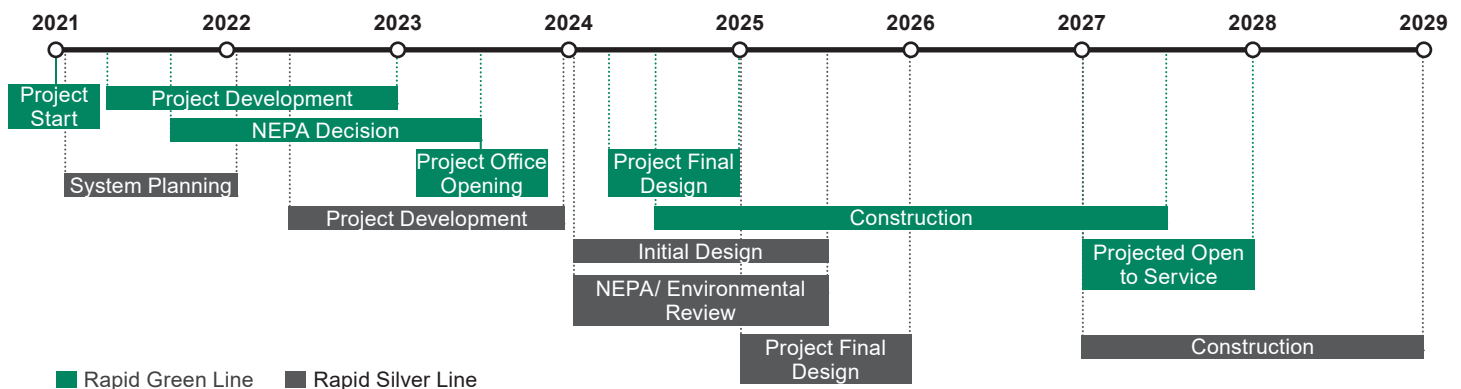 2021 2022 2023 2024 2025 2026 2027 2028 2029
Project
Start
Project Development
NEPA Decision
Project Office
Opening
Project Final
Design
System Planning
Project Development
Construction
Initial Design
Projected Open
to Service
NEPA/ Environmental
Review
Project Final
Design
Construction
Rapid Green Line Rapid Silver Line